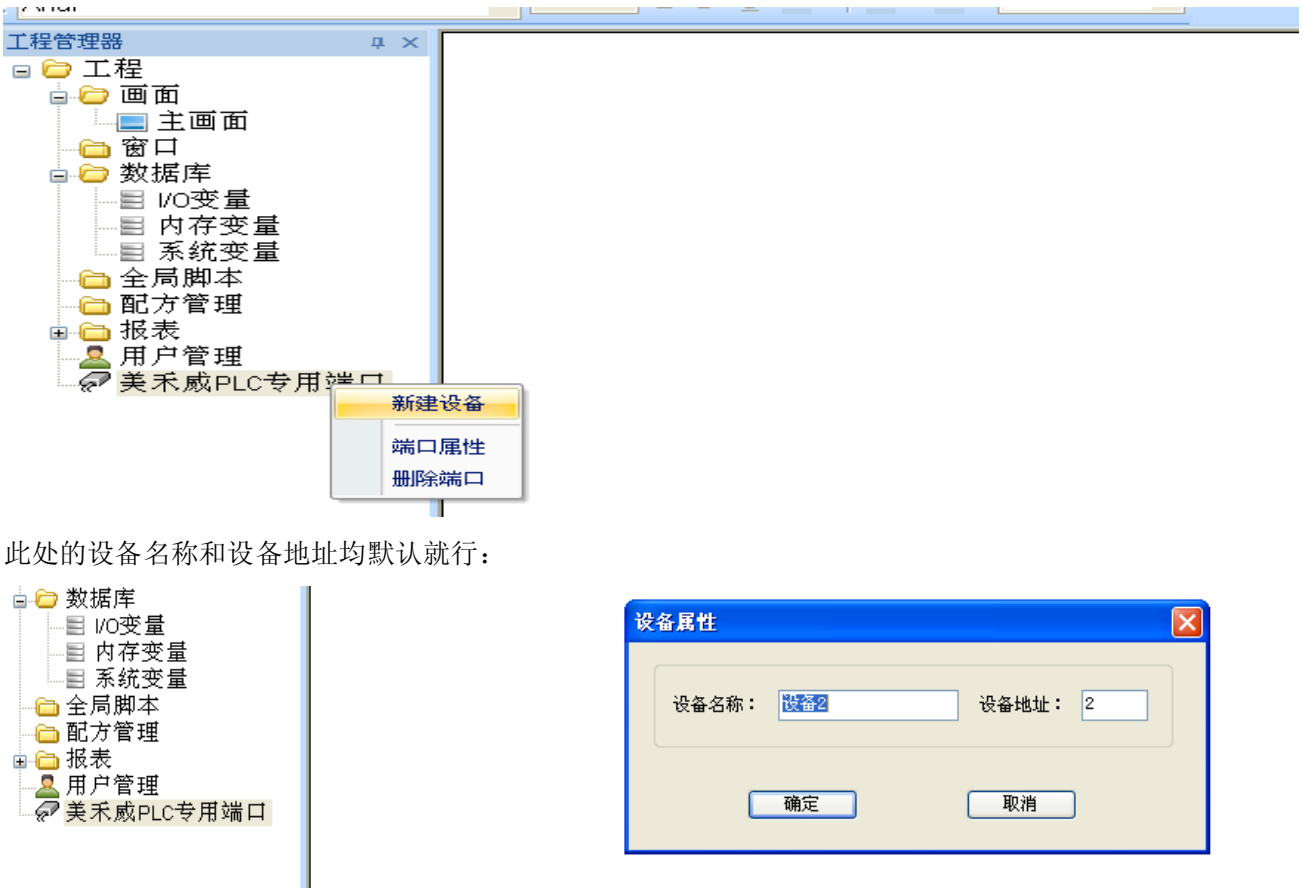 工程管理器
工程
画面
主画面
窗口
数据库
I/O变量
内存变量
系统变量
全局脚本
配方管理
报表
用户管理
美禾威PLC专用端口
新建设备
端口属性
删除端口
此处的设备名称和设备地址均默认就行：
数据库
I/O变量
内存变量
系统变量
全局脚本
配方管理
报表
用户管理
美禾威PLC专用端口
设备属性
设备名称： 设备2 设备地址： 2
确定 取消